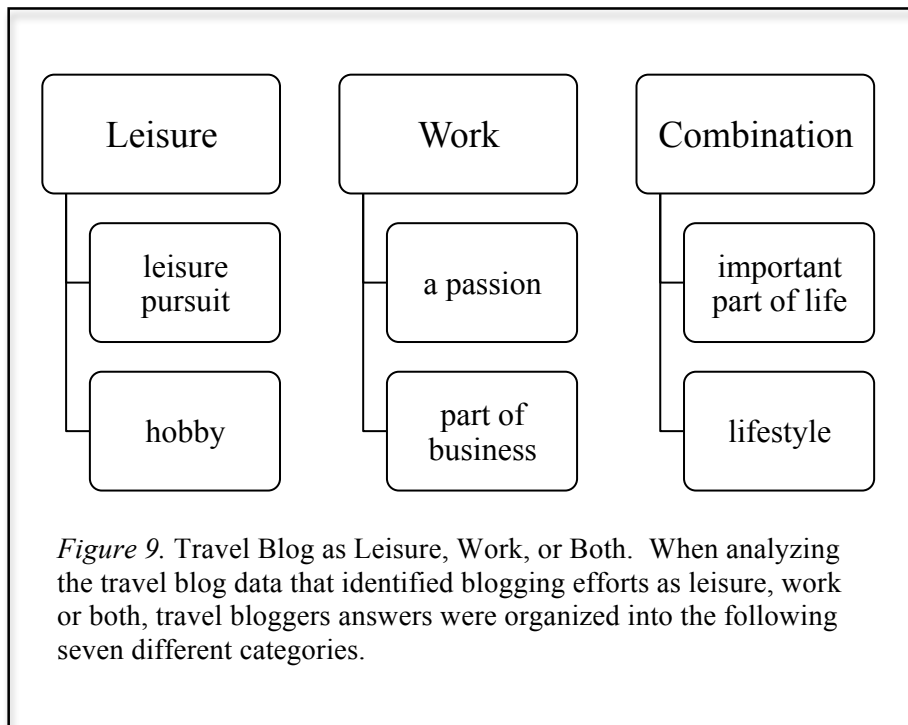 Leisure
leisure
pursuit
hobby
Work
a passion
part of
business
Combination
important
part of life
lifestyle
Figure 9. Travel Blog as Leisure, Work, or Both.  When analyzing
the travel blog data that identified blogging efforts as leisure, work
or both, travel bloggers answers were organized into the following
seven different categories.